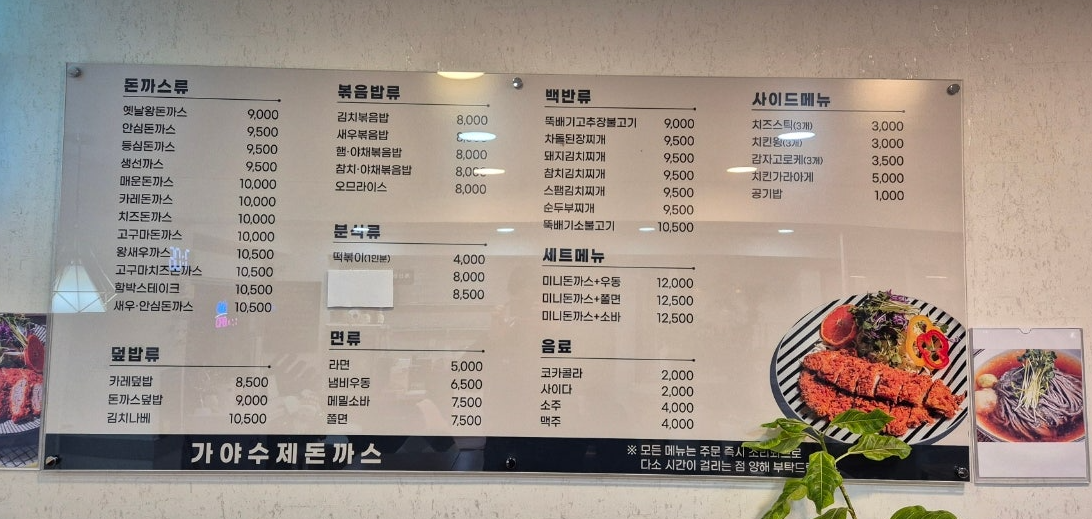 돈까스류
옛날왕돈까스 9,000
안심돈까스 9,500
등심돈까스 9,500
생선까스 9,500
매운돈까스 10,000
카레돈까스 10,000
치즈돈까스 10,000
고구마돈까스 10,000
왕새우까스 10,500
고구마치즈돈까스 10,500
함박스테이크 10,500
새우·안심돈까스 10,500
덮밥류
카레덮밥 8,500
돈까스덮밥 9,000
김치나베 10,500
볶음밥류
김치볶음밥 8,000
새우볶음밥
햄·야채볶음밥 8,000
참치·야채볶음밥 8,000
오므라이스 8,000
분식류
떡볶이(1인분) 4,000
8,000
8,500
면류
라면 5,000
냄비우동 6,500
메밀소바 7,500
쫄면 7,500
백반류
뚝배기고추장불고기 9,000
차돌된장찌개 9,500
돼지김치찌개 9,500
참치김치찌개 9,500
스팸김치찌개 9,500
순두부찌개 9,500
뚝배기소불고기 10,500
세트메뉴
미니돈까스+우동 12,000
미니돈까스+쫄면 12,500
미니돈까스+소바 12,500
음료
코카콜라 2,000
사이다 2,000
소주 4,000
맥주 4,000
사이드메뉴
치즈스틱(3개) 3,000
치킨왕(3개) 3,000
감자고로케(3개) 3,500
치킨가라아게 5,000
공기밥 1,000
가야수제돈까스
※ 모든 메뉴는 주문 즉시
다소 시간이 걸리는 점 양해